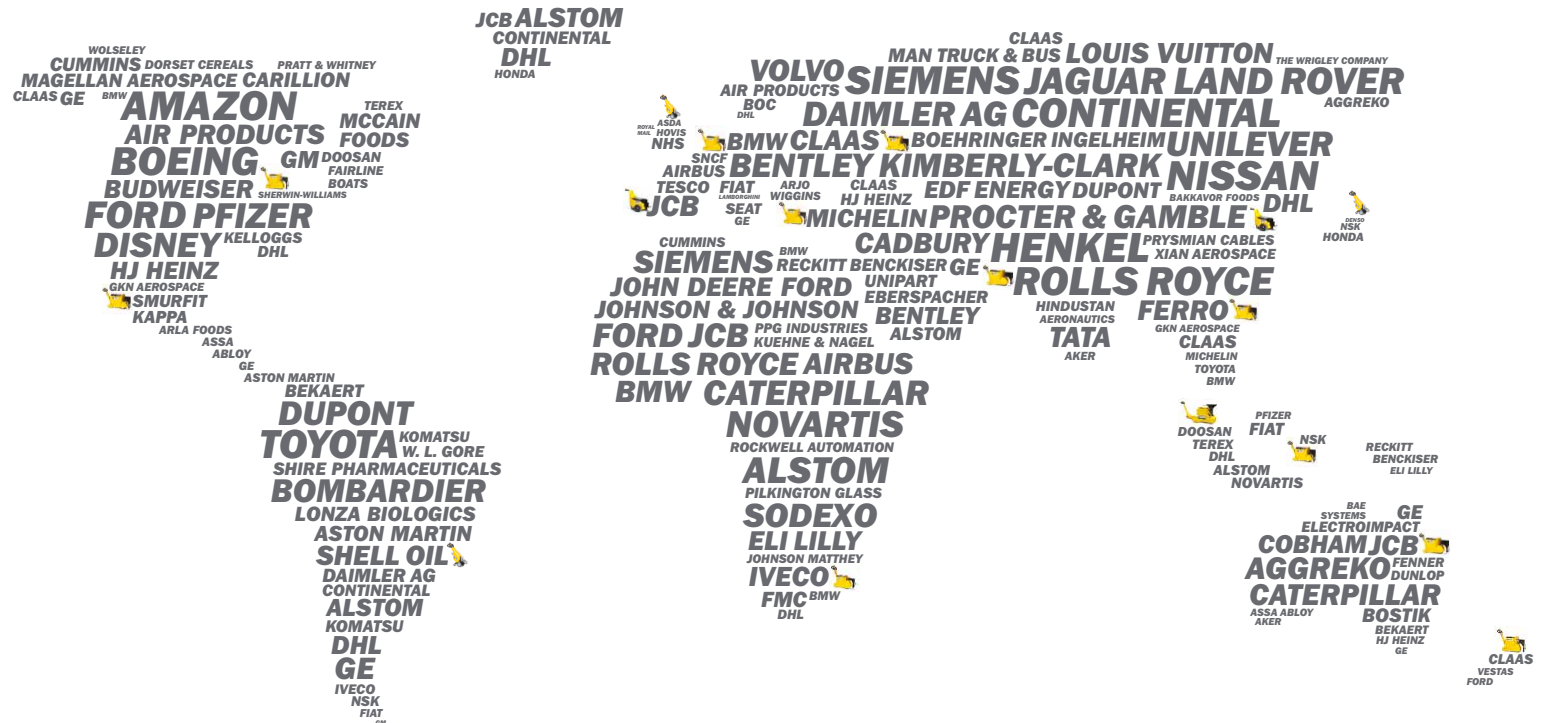 JCB ALSTOM
CONTINENTAL
DHL
HONDA
WOLSELEY
CUMMINS DORSET CEREALS PRATT & WHITNEY
MAGELLAN AEROSPACE CARILLION
CLAAS GE BMW AMAZON
TEREX
MCCAIN
FOODS
AIR PRODUCTS
BOEING GM DOOSAN
FAIRLINE
BOATS
BUDWEISER SHERWIN-WILLIAMS
FORD PFIZER
DISNEY KELLOGGS
DHL
HJ HEINZ
GKN AEROSPACE
SMURFIT
KAPPA
ARLA FOODS
ASSA
ABLOY
GE
ASTON MARTIN
BEKAERT
DUPONT
TOYOTA KOMATSU
W. L. GORE
SHIRE PHARMACEUTICALS
BOMBARDIER
LONZA BIOLOGICS
ASTON MARTIN
SHELL OIL
DAIMLER AG
CONTINENTAL
ALSTOM
KOMATSU
DHL
GE
IVECO
NSK
FIAT
CLAAS
MAN TRUCK & BUS LOUIS VUITTON THE WRIGLEY COMPANY
VOLVO SIEMENS JAGUAR LAND ROVER
AIR PRODUCTS
AGGREKO
BOC
DHL
DAIMLER AG CONTINENTAL
ROYAL
MAIL
ASDA
HOVIS
NHS
BMW CLAAS BOEHRINGER INGELHEIM UNILEVER
SNCF
AIRBUS BENTLEY KIMBERLY-CLARK NISSAN
TESCO FIAT ARJO
WIGGINS
CLAAS
HJ HEINZ
EDF ENERGY DUPONT BAKKAVOR FOODS DHL
LAMBORGHINI
JCB SEAT
GE
MICHELIN PROCTER & GAMBLE
DENSO
NSK
HONDA
CUMMINS
CADBURY HENKEL PRYSMIAN CABLES
XIAN AEROSPACE
SIEMENS BMW
RECKITT BENCKISER GE ROLLS ROYCE
JOHN DEERE FORD UNIPART
EBERSPACHER
JOHNSON & JOHNSON BENTLEY
ALSTOM
FORD JCB PPG INDUSTRIES
KUEHNE & NAGEL
ROLLS ROYCE AIRBUS
BMW CATERPILLAR
NOVARTIS
ROCKWELL AUTOMATION
ALSTOM
PILKINGTON GLASS
SODEXO
ELI LILLY
JOHNSON MATTHEY
IVECO
FMC BMW
DHL
HINDUSTAN
AERONAUTICS
TATA
AKER
FERRO
GKN AEROSPACE
CLAAS
MICHELIN
TOYOTA
BMW
DOOSAN
TEREX
DHL
ALSTOM
NOVARTIS
PFIZER
FIAT
NSK
RECKITT
BENCKISER
ELI LILLY
BAE
SYSTEMS GE
ELECTROIMPACT
COBHAM JCB
AGGREKO FENNER
DUNLOP
CATERPILLAR
ASSA ABLOY
AKER
BOSTIK
BEKAERT
HJ HEINZ
GE
CLAAS
VESTAS
FORD